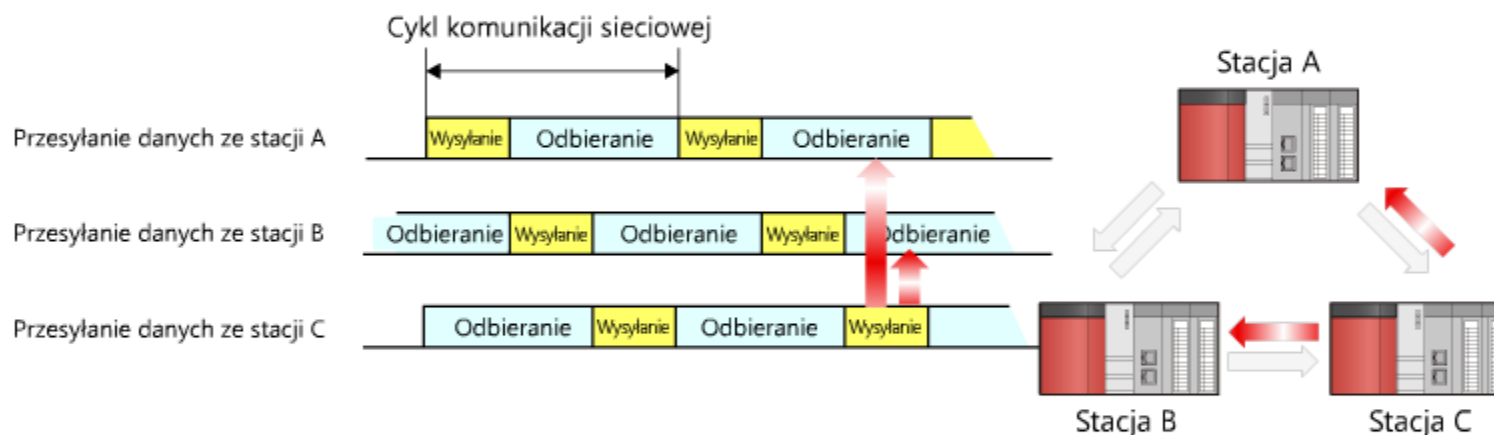 Cykl komunikacji sieciowej
Stacja A
Przesyłanie danych ze stacji A
Wysyłanie Odbieranie Wysyłanie Odbieranie
Przesyłanie danych ze stacji B
Odbieranie Wysyłanie Odbieranie Wysyłanie Odbieranie
Przesyłanie danych ze stacji C
Odbieranie Wysyłanie Odbieranie Wysyłanie
Stacja B
Stacja C